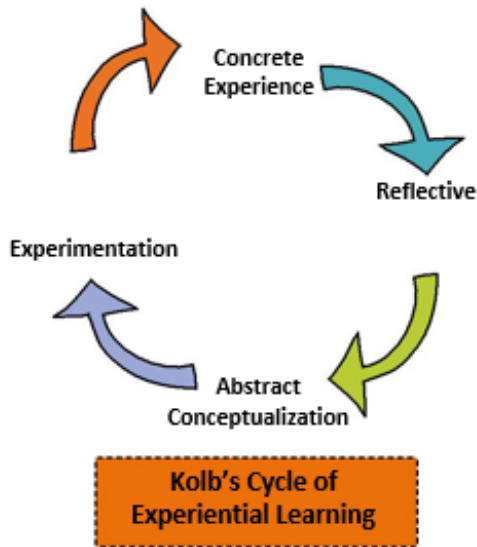 Concrete
Experience
Reflective
Experimentation
Abstract
Conceptualization
Kolb's Cycle of
Experiential Learning